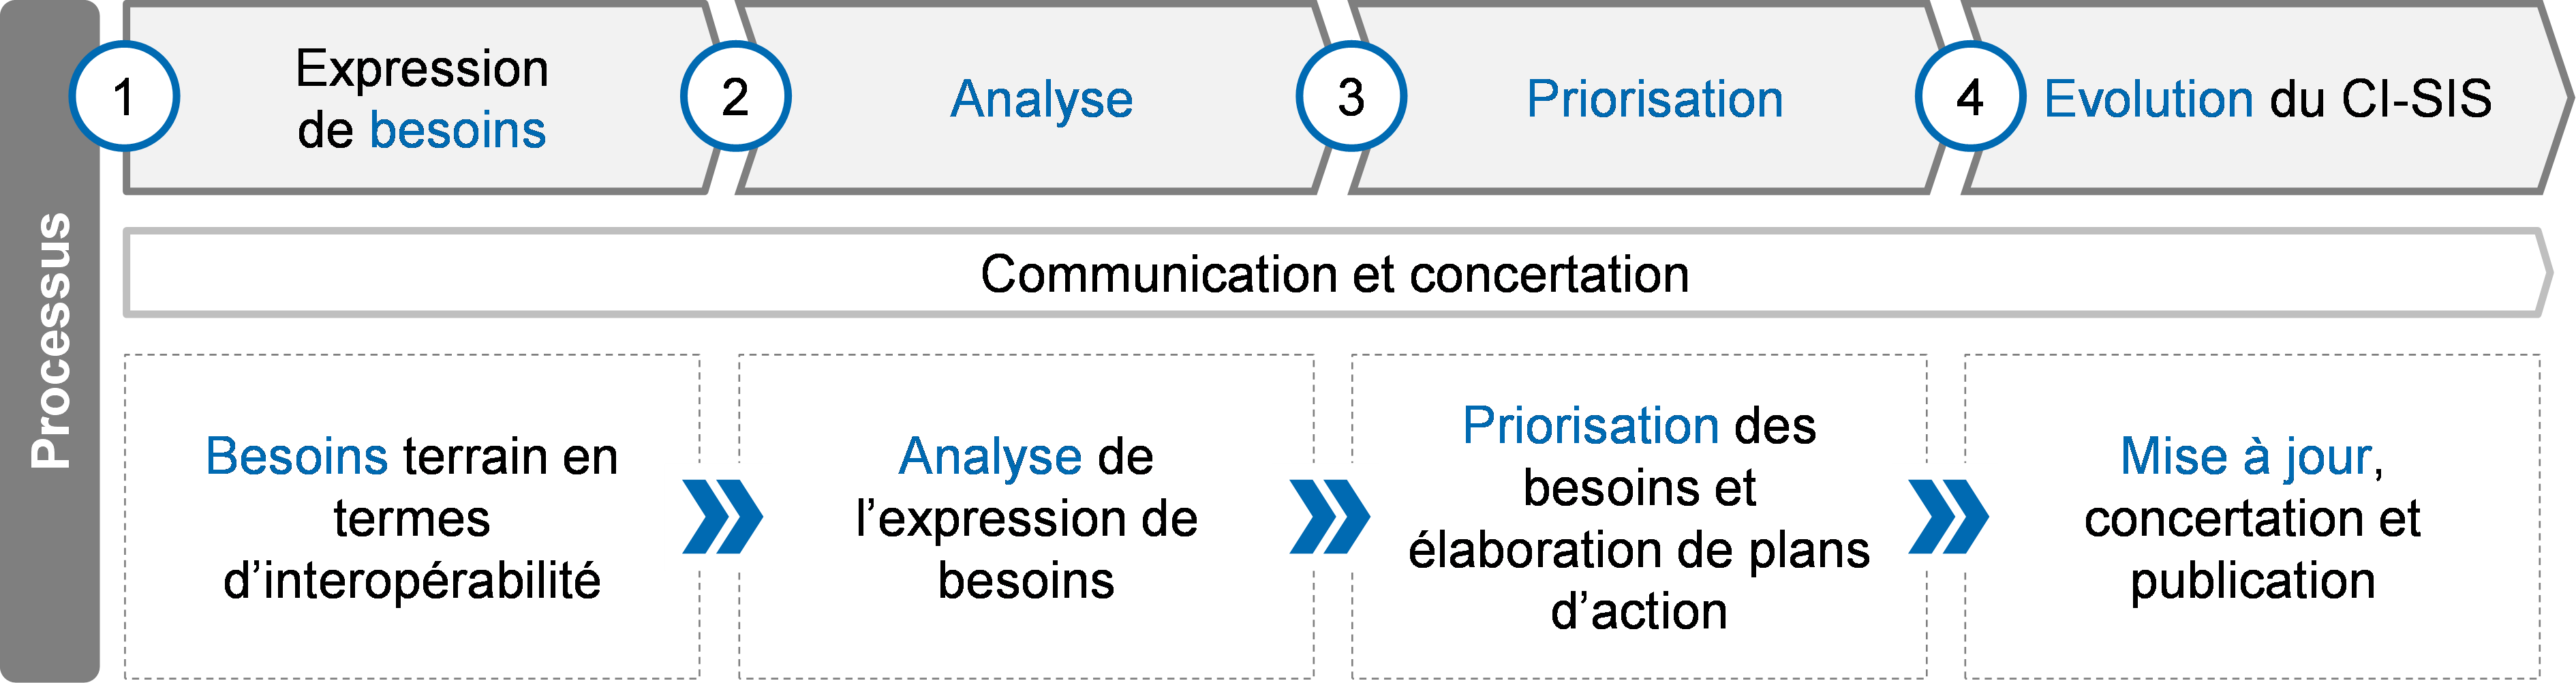 Processus
1
Expression
de besoins
2
Analyse
3
Priorisation
4
Evolution du CI-SIS
Communication et concertation
Besoins terrain en
termes
d’interopérabilité
Analyse de
l’expression de
besoins
Priorisation des
besoins et
élaboration de plans
d’action
Mise à jour,
concertation et
publication